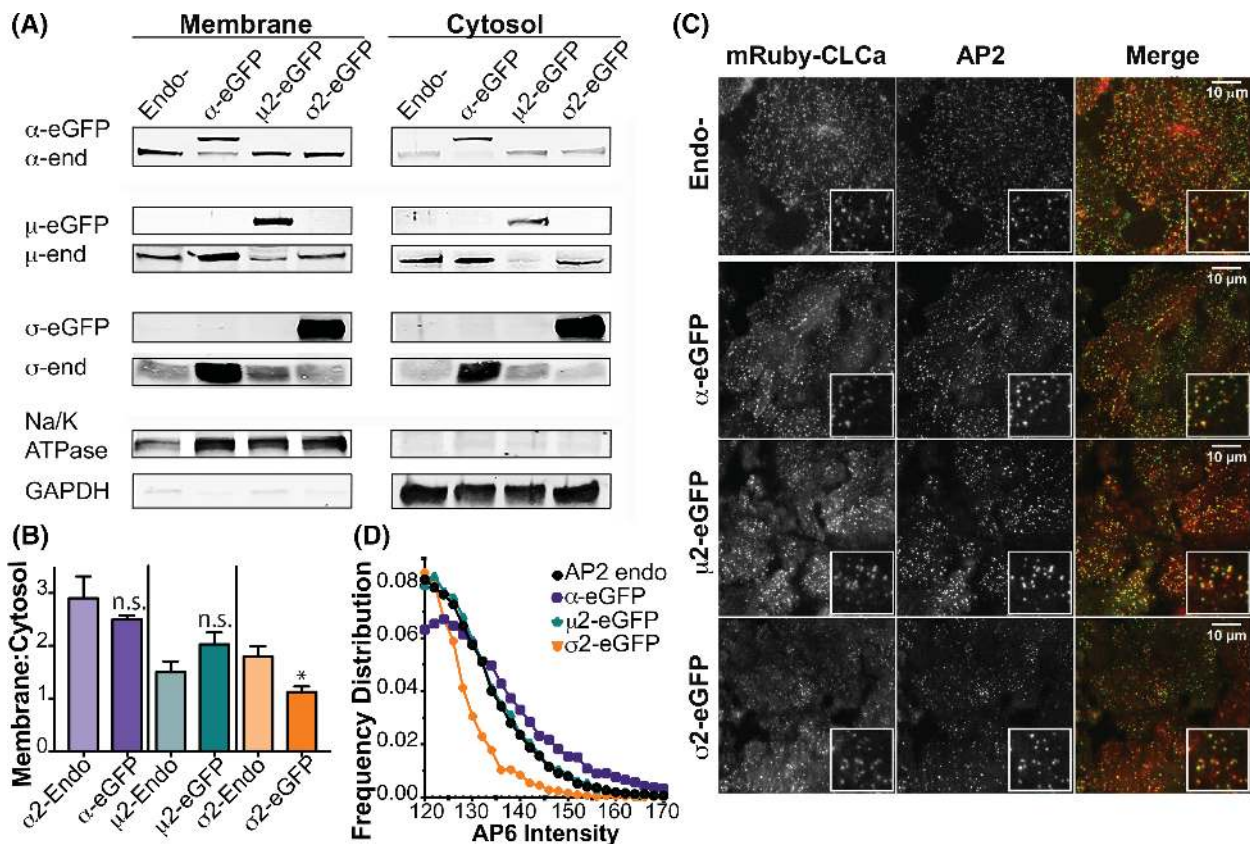 (A)
Membrane
Cytosol
Endo-
α-eGFP
μ2-eGFP
σ2-eGFP
Endo-
α-eGFP
μ2-eGFP
σ2-eGFP
α-eGFP
α-end
μ-eGFP
μ-end
σ-eGFP
σ-end
Na/K
ATPase
GAPDH
(B)
Membrane:Cytosol
3
2
1
0
n.s.
n.s.
*
α2-Endo
α-eGFP
μ2-Endo
μ2-eGFP
σ2-Endo
σ2-eGFP
(D)
Frequency Distribution
0.08
0.06
0.04
0.02
0.00
120
130
140
150
160
170
AP6 Intensity
AP2 endo
α-eGFP
μ2-eGFP
σ2-eGFP
(C)
mRuby-CLCa
AP2
Merge
Endo-
10 μm
α-eGFP
10 μm
μ2-eGFP
10 μm
σ2-eGFP
10 μm